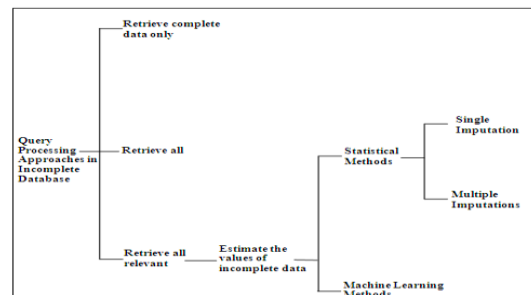 Retrieve complete
data only
Query
Processing
Approaches in
Incomplete
Database
Retrieve all
Retrieve all
relevant
Estimate the
values of
incomplete data
Statistical
Methods
Single
Imputation
Multiple
Imputations
Machine Learning
Methods